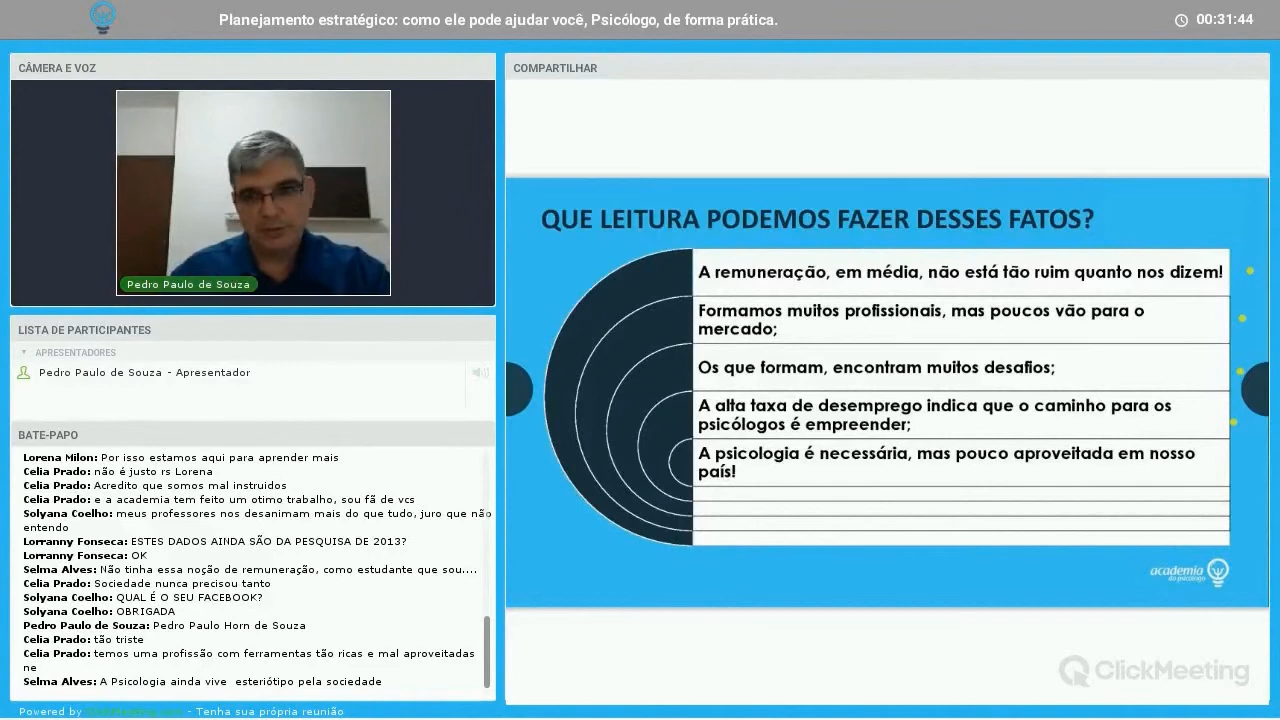 Planejamento estratégico: como ele pode ajudar você, Psicólogo, de forma prática.
00:31:44
CÂMERA E VOZ
Pedro Paulo de Souza
LISTA DE PARTICIPANTES
APRESENTADORES
Pedro Paulo de Souza - Apresentador
BATE-PAPO
Lorena Milon: Por isso estamos aqui para aprender mais
Celia Prado: não é justo rs Lorena
Celia Prado: Acredito que somos mal instruidos
Celia Prado: e a academia tem feito um otimo trabalho, sou fã de vcs
Solyana Coelho: meus professores nos desanimam mais do que tudo, juro que não
entendo
Lorranny Fonseca: ESTES DADOS AINDA SÃO DA PESQUISA DE 2013?
Lorranny Fonseca: OK
Selma Alves: Não tinha essa noção de remuneração, como estudante que sou....
Celia Prado: Sociedade nunca precisou tanto
Solyana Coelho: QUAL É O SEU FACEBOOK?
Solyana Coelho: OBRIGADA
Pedro Paulo de Souza: Pedro Paulo Horn de Souza
Celia Prado: tão triste
Celia Prado: temos uma profissão com ferramentas tão ricas e mal aproveitadas
ne
Selma Alves: A Psicologia ainda vive esteriótipo pela sociedade
Powered by - Tenha sua própria reunião
COMPARTILHAR
QUE LEITURA PODEMOS FAZER DESSES FATOS?
A remuneração, em média, não está tão ruim quanto nos dizem!
Formamos muitos profissionais, mas poucos vão para o
mercado;
Os que formam, encontram muitos desafios;
A alta taxa de desemprego indica que o caminho para os
psicólogos é empreender;
A psicologia é necessária, mas pouco aproveitada em nosso
país!
academia
do psicólogo
ClickMeeting